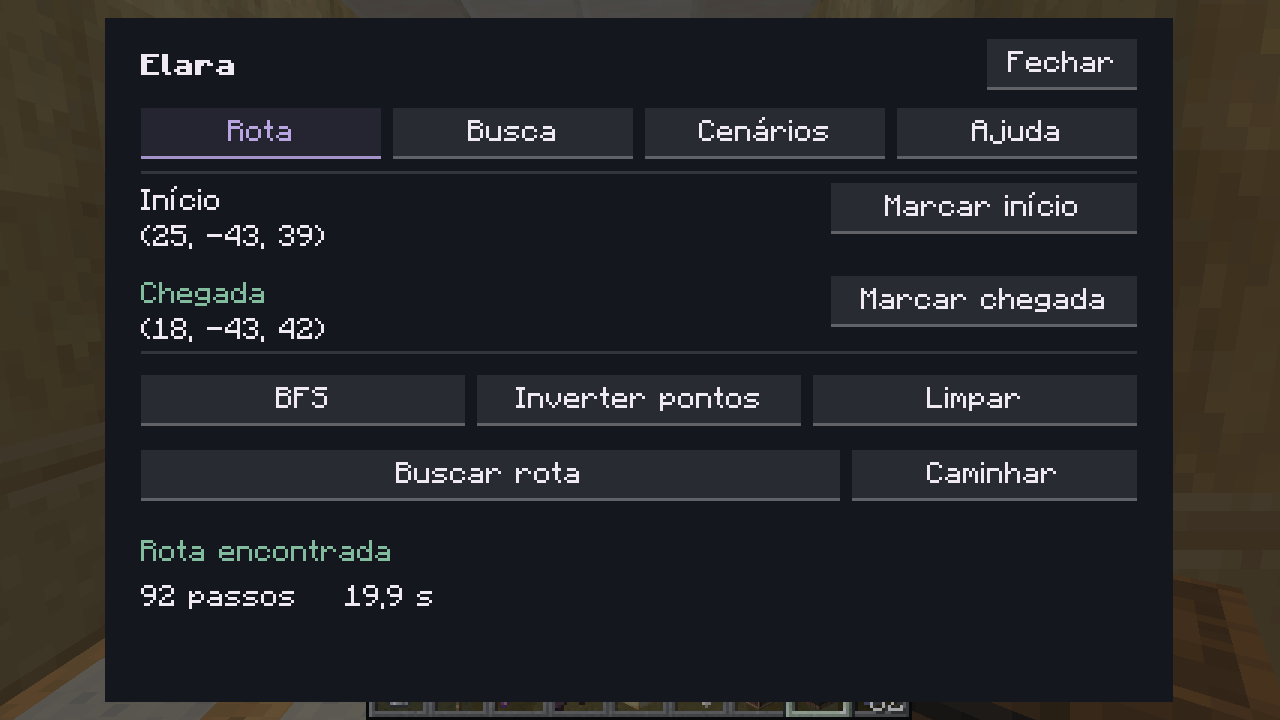 Elara
Fechar
Rota
Busca
Cenários
Ajuda
Início
(25, -43, 39)
Marcar início
Chegada
(18, -43, 42)
Marcar chegada
BFS
Inverter pontos
Limpar
Buscar rota
Caminhar
Rota encontrada
92 passos 19,9 s